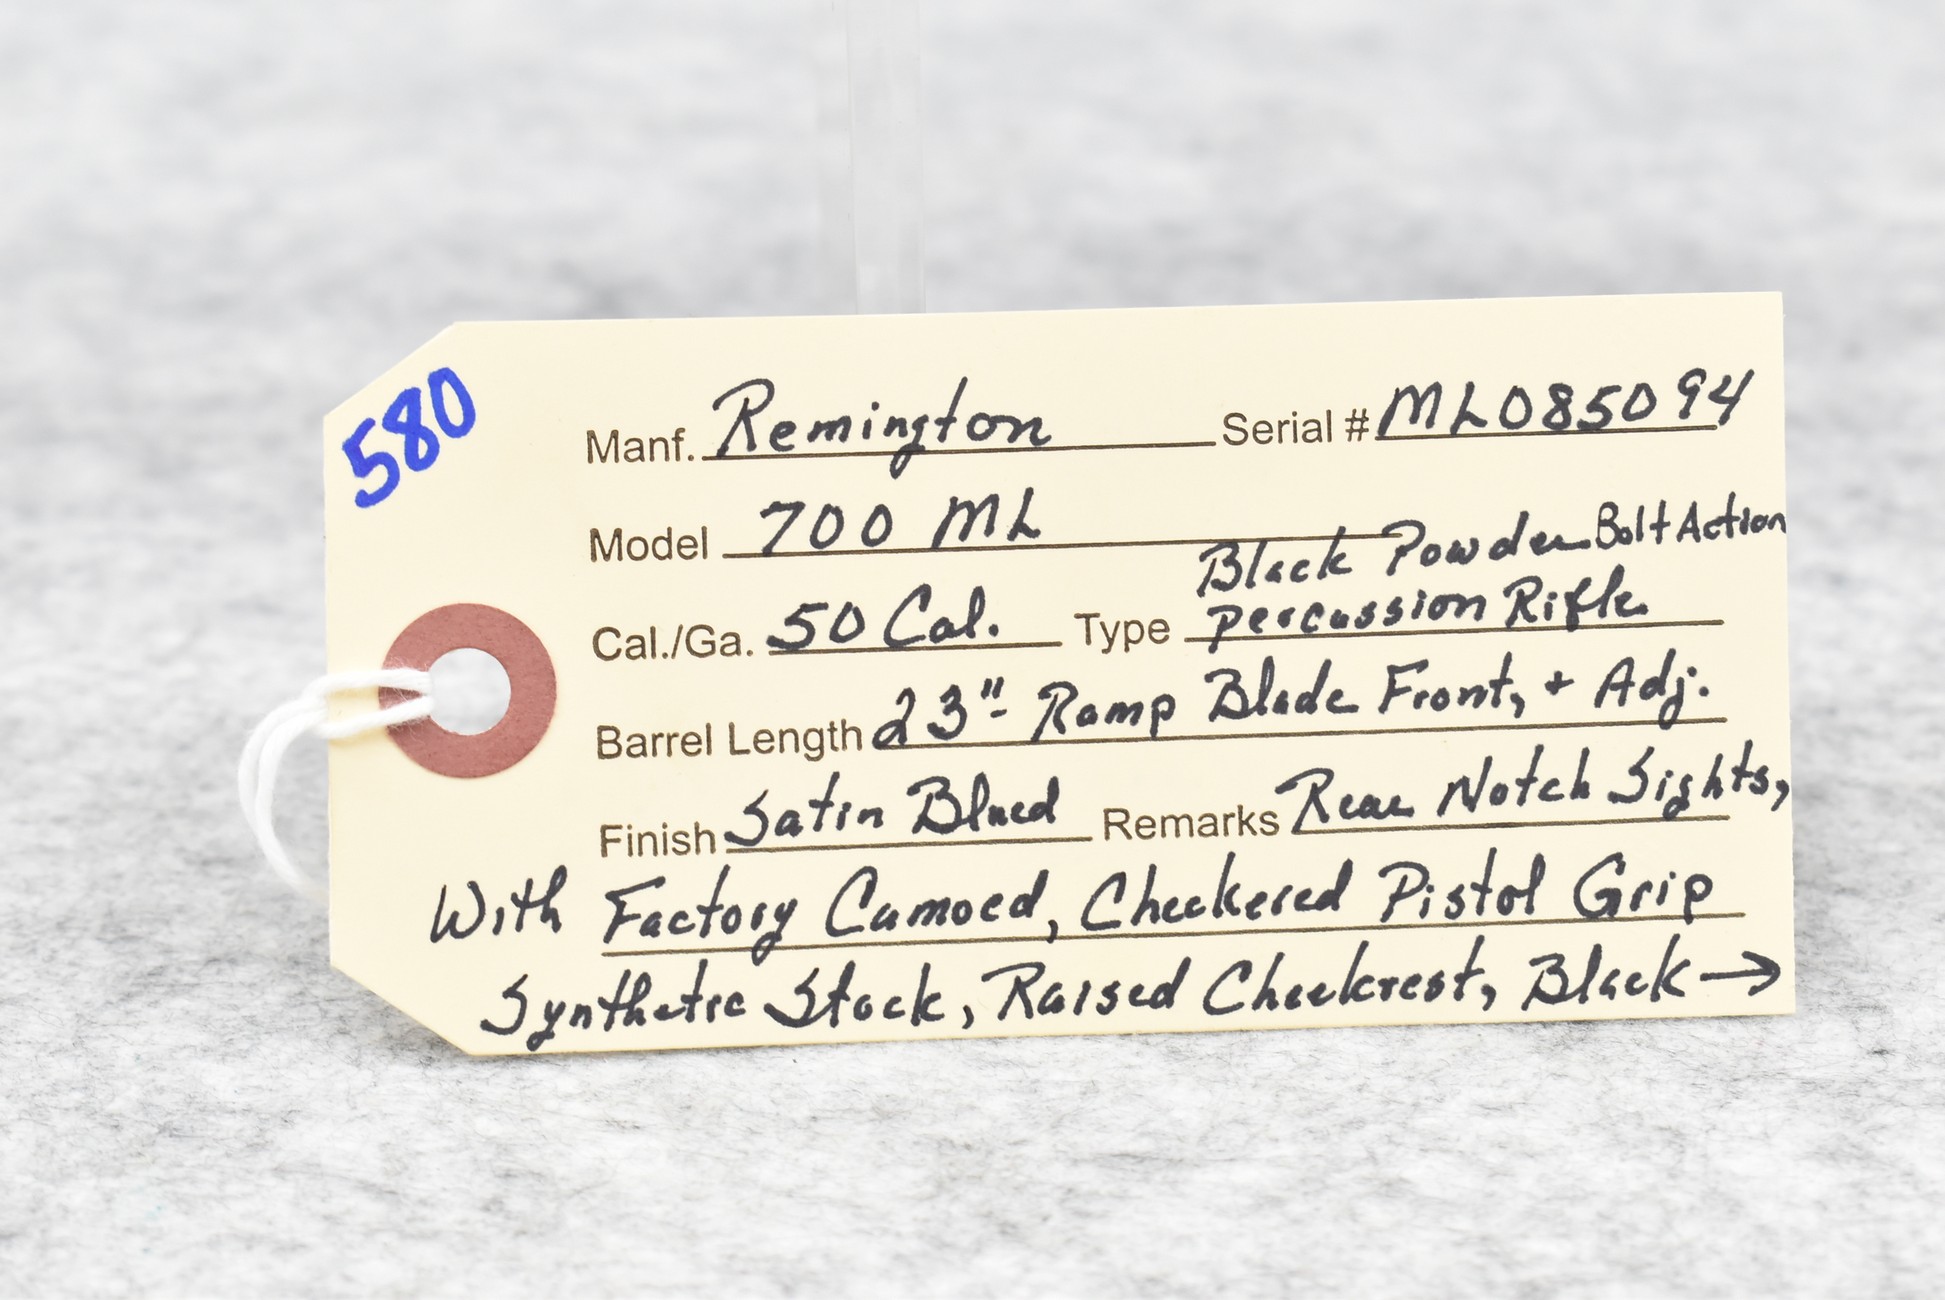 580
Manf. Remington Serial # ML085094
Model 700 ML
Black Powder Bolt Action
Cal./Ga. 50 Cal. Type Percussion Rifle
Barrel Length 23"- Ramp Blade Front, + Adj.
Finish Satin Blued Remarks Rear Notch Sights,
With Factory Camoed, Checkered Pistol Grip
Synthetic Stock, Raised Cheekrest, Black →